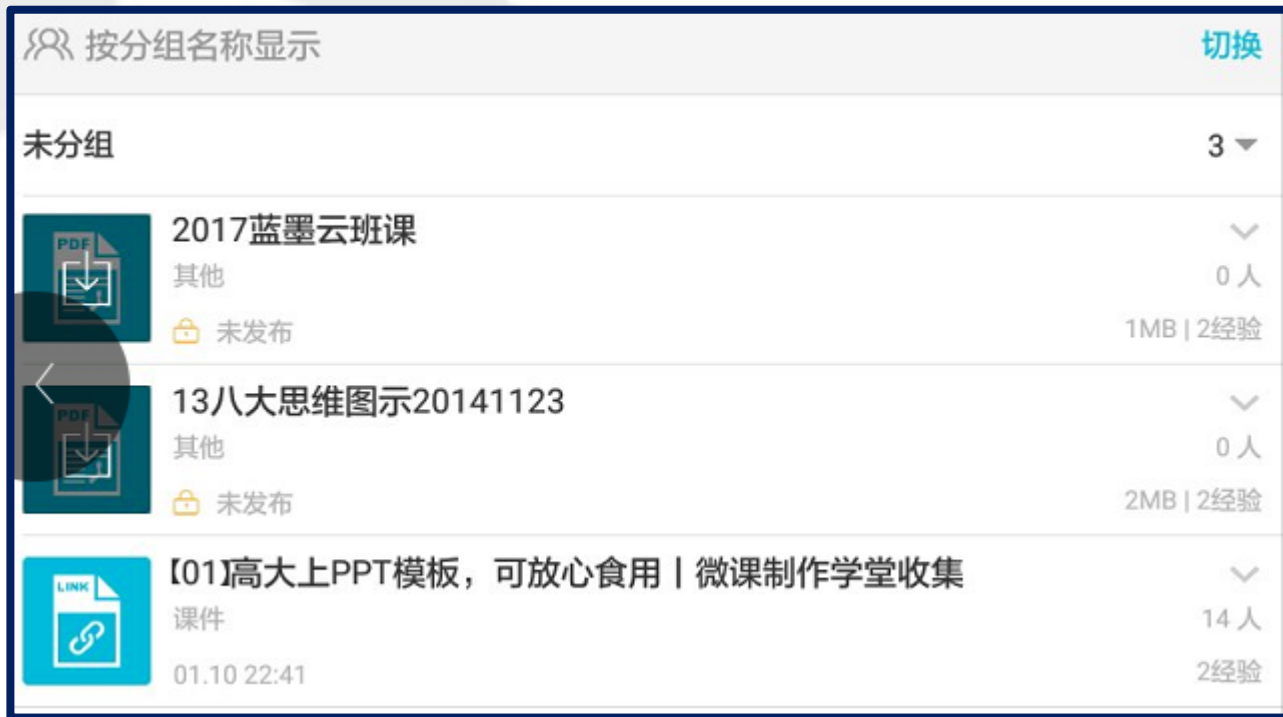 按分组名称显示 切换
未分组 3
PDF 2017蓝墨云班课
其他 0 人
未发布 1MB | 2经验
PDF 13八大思维图示20141123
其他 0 人
未发布 2MB | 2经验
LINK 【01】高大上PPT模板，可放心食用丨微课制作学堂收集
课件 14 人
01.10 22:41 2经验